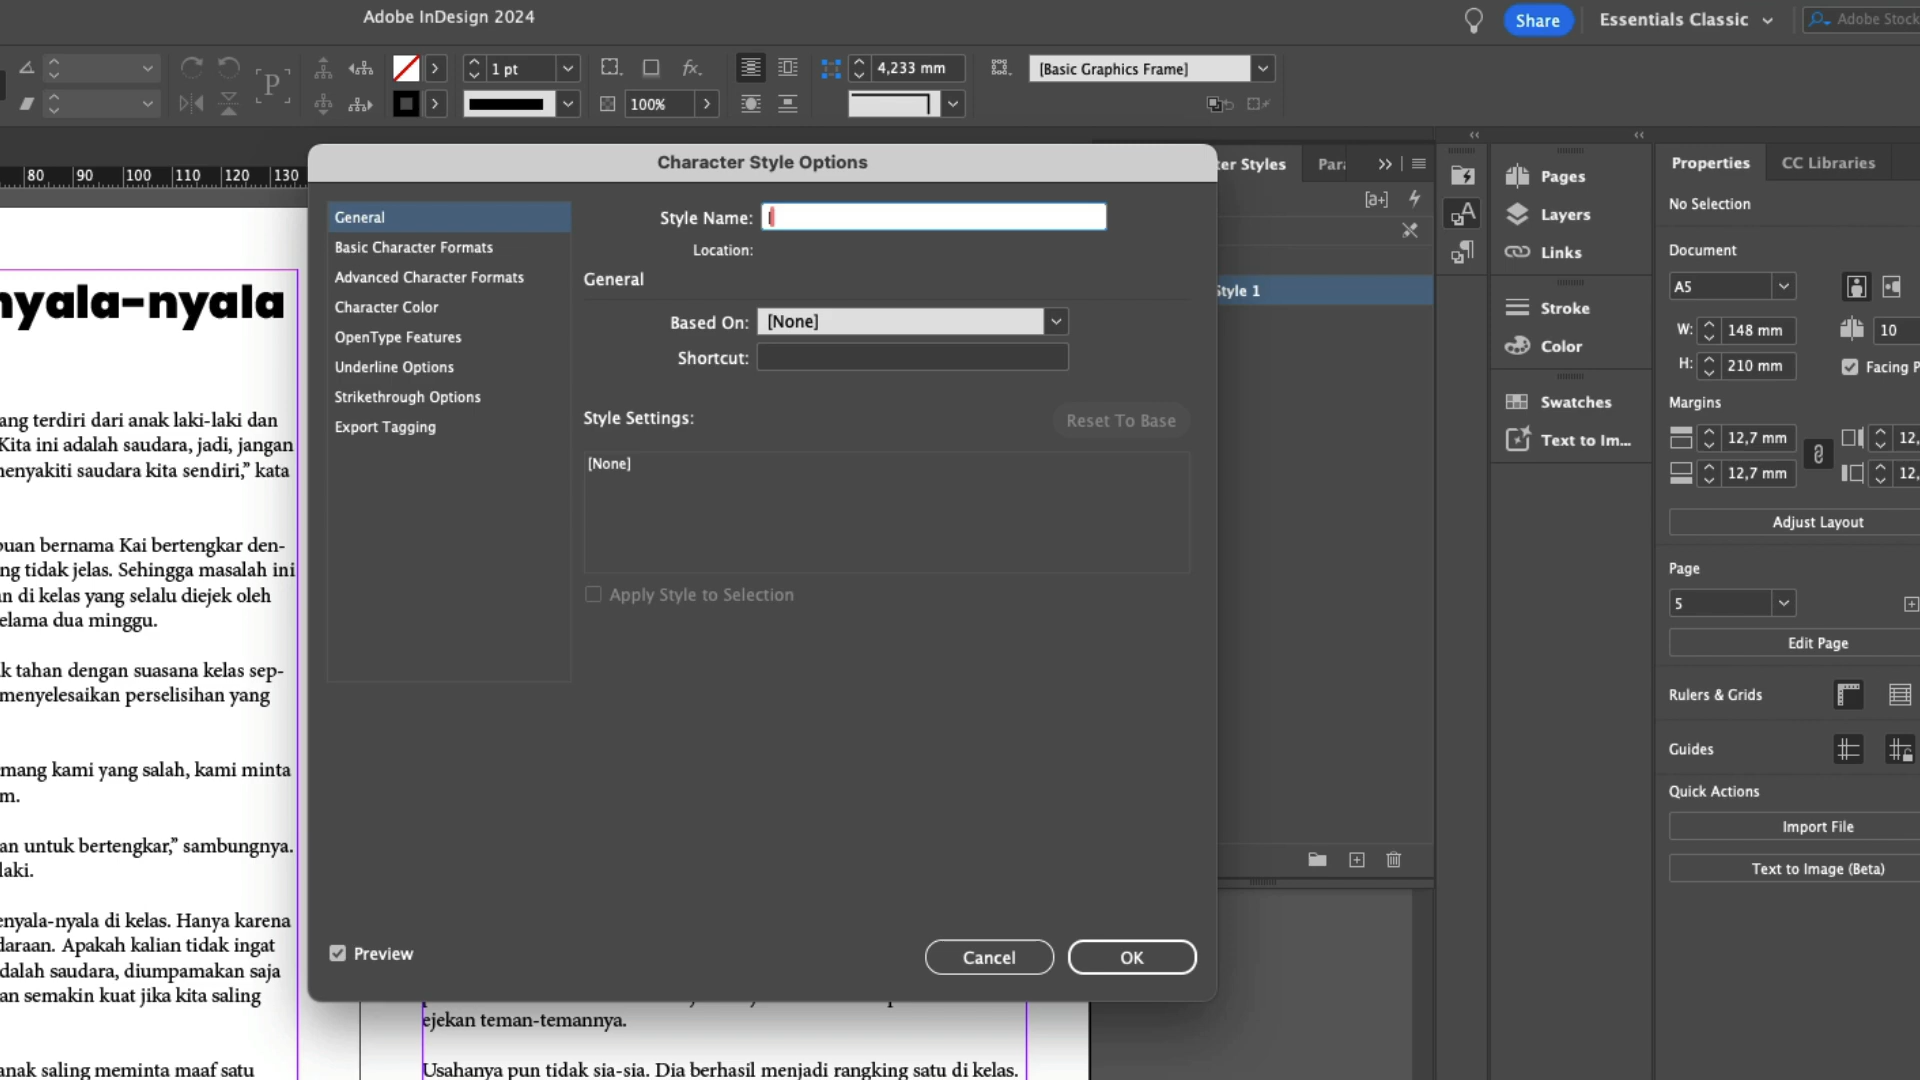 Adobe InDesign 2024
Share
Essentials Classic
Adobe Stock
1 pt
100%
4,233 mm
[Basic Graphics Frame]
80 90 100 110 120 130
Character Style Options
General
Basic Character Formats
Advanced Character Formats
Character Color
OpenType Features
Underline Options
Strikethrough Options
Export Tagging
Style Name:
Location:
General
Based On: [None]
Shortcut:
Style Settings:
Reset To Base
[None]
Apply Style to Selection
Preview
Cancel
OK
er Styles
Para
Style 1
Pages
Layers
Links
Stroke
Color
Swatches
Text to Im...
Properties
CC Libraries
No Selection
Document
A5
W: 148 mm
10
H: 210 mm
Facing P
Margins
12,7 mm
12,
12,7 mm
12,
Adjust Layout
Page
5
Edit Page
Rulers & Grids
Guides
Quick Actions
Import File
Text to Image (Beta)
nyala-nyala
ang terdiri dari anak laki-laki dan
Kita ini adalah saudara, jadi, jangan
menyakiti saudara kita sendiri,” kata
puan bernama Kai bertengkar den-
ng tidak jelas. Sehingga masalah ini
n di kelas yang selalu diejek oleh
elama dua minggu.
k tahan dengan suasana kelas sep-
menyelesaikan perselisihan yang
mang kami yang salah, kami minta
m.
an untuk bertengkar,” sambungnya.
laki.
enyala-nyala di kelas. Hanya karena
daraan. Apakah kalian tidak ingat
dalah saudara, diumpamakan saja
an semakin kuat jika kita saling
anak saling meminta maaf satu
ejekan teman-temannya.
Usahanya pun tidak sia-sia. Dia berhasil menjadi rangking satu di kelas.